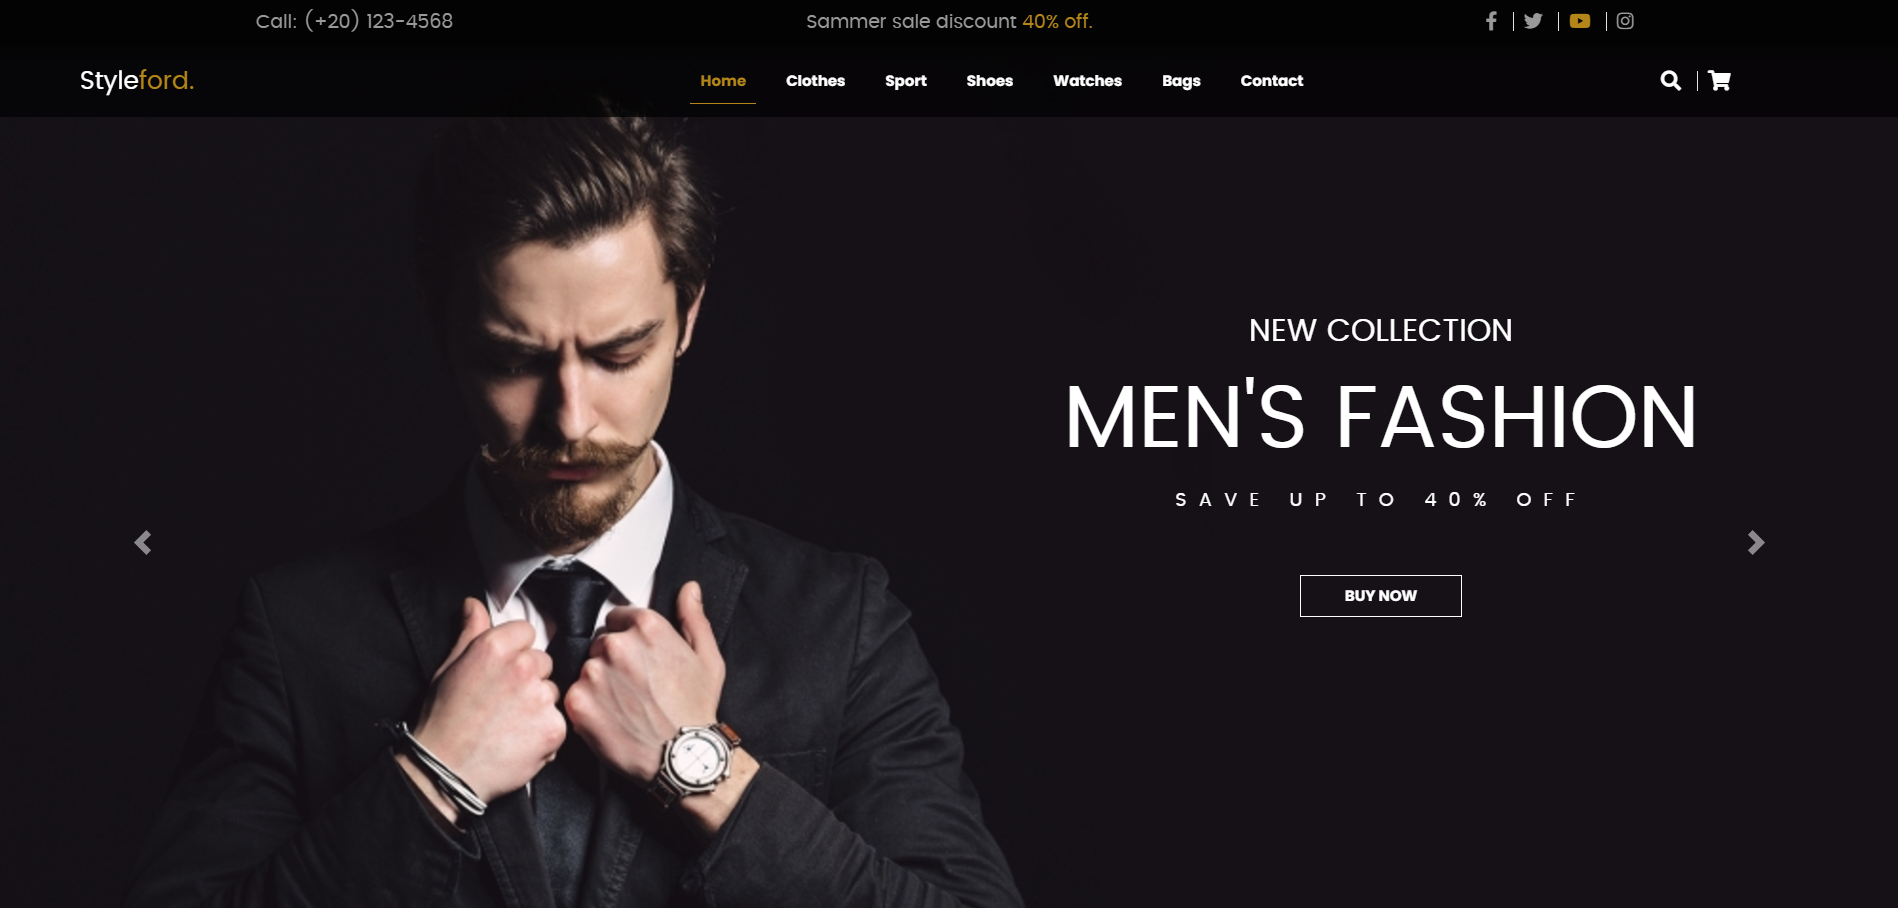 Call: (+20) 123-4568
Sammer sale discount 40% off.
Styleford.
Home Clothes Sport Shoes Watches Bags Contact
NEW COLLECTION
MEN'S FASHION
SAVE UP TO 40% OFF
BUY NOW